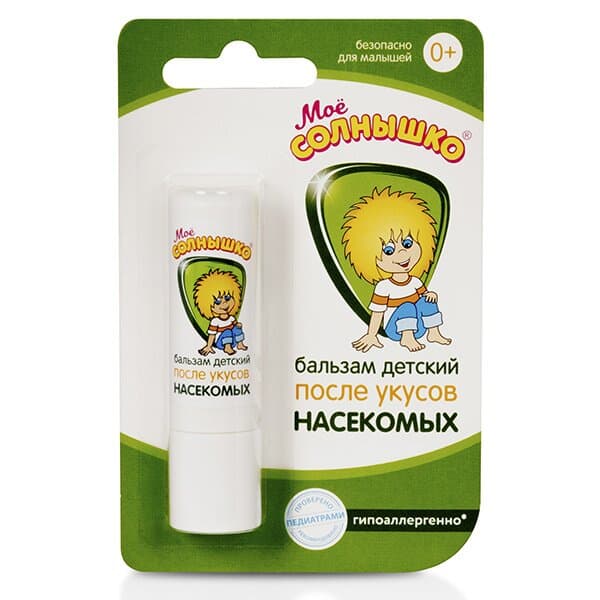 безопасно
для малышей
0+
Моё
СОЛНЫШКО®
бальзам детский
после укусов
НАСЕКОМЫХ
ПРОВЕРЕНО
ПЕДИАТРАМИ
гипоаллергенно*
Моё
СОЛНЫШКО®
бальзам детский
после укусов
НАСЕКОМЫХ